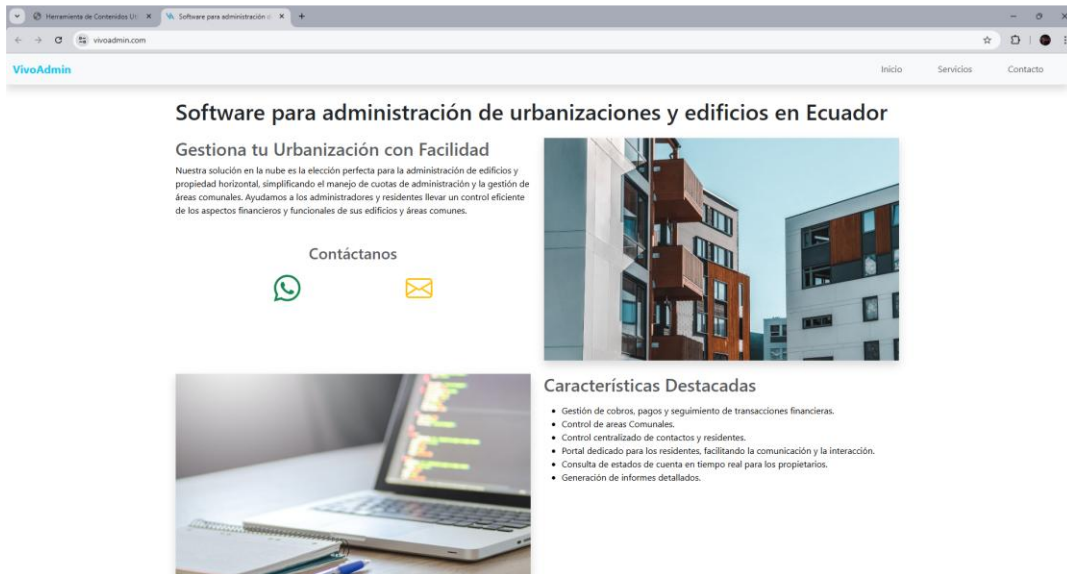 Herramienta de Contenidos Ut
Software para administración d
vivoadmin.com
VivoAdmin
Inicio
Servicios
Contacto
Software para administración de urbanizaciones y edificios en Ecuador
Gestiona tu Urbanización con Facilidad
Nuestra solución en la nube es la elección perfecta para la administración de edificios y
propiedad horizontal, simplificando el manejo de cuotas de administración y la gestión de
áreas comunales. Ayudamos a los administradores y residentes llevar un control eficiente
de los aspectos financieros y funcionales de sus edificios y áreas comunes.
Contáctanos
Características Destacadas
Gestión de cobros, pagos y seguimiento de transacciones financieras.
Control de areas Comunales.
Control centralizado de contactos y residentes.
Portal dedicado para los residentes, facilitando la comunicación y la interacción.
Consulta de estados de cuenta en tiempo real para los propietarios.
Generación de informes detallados.